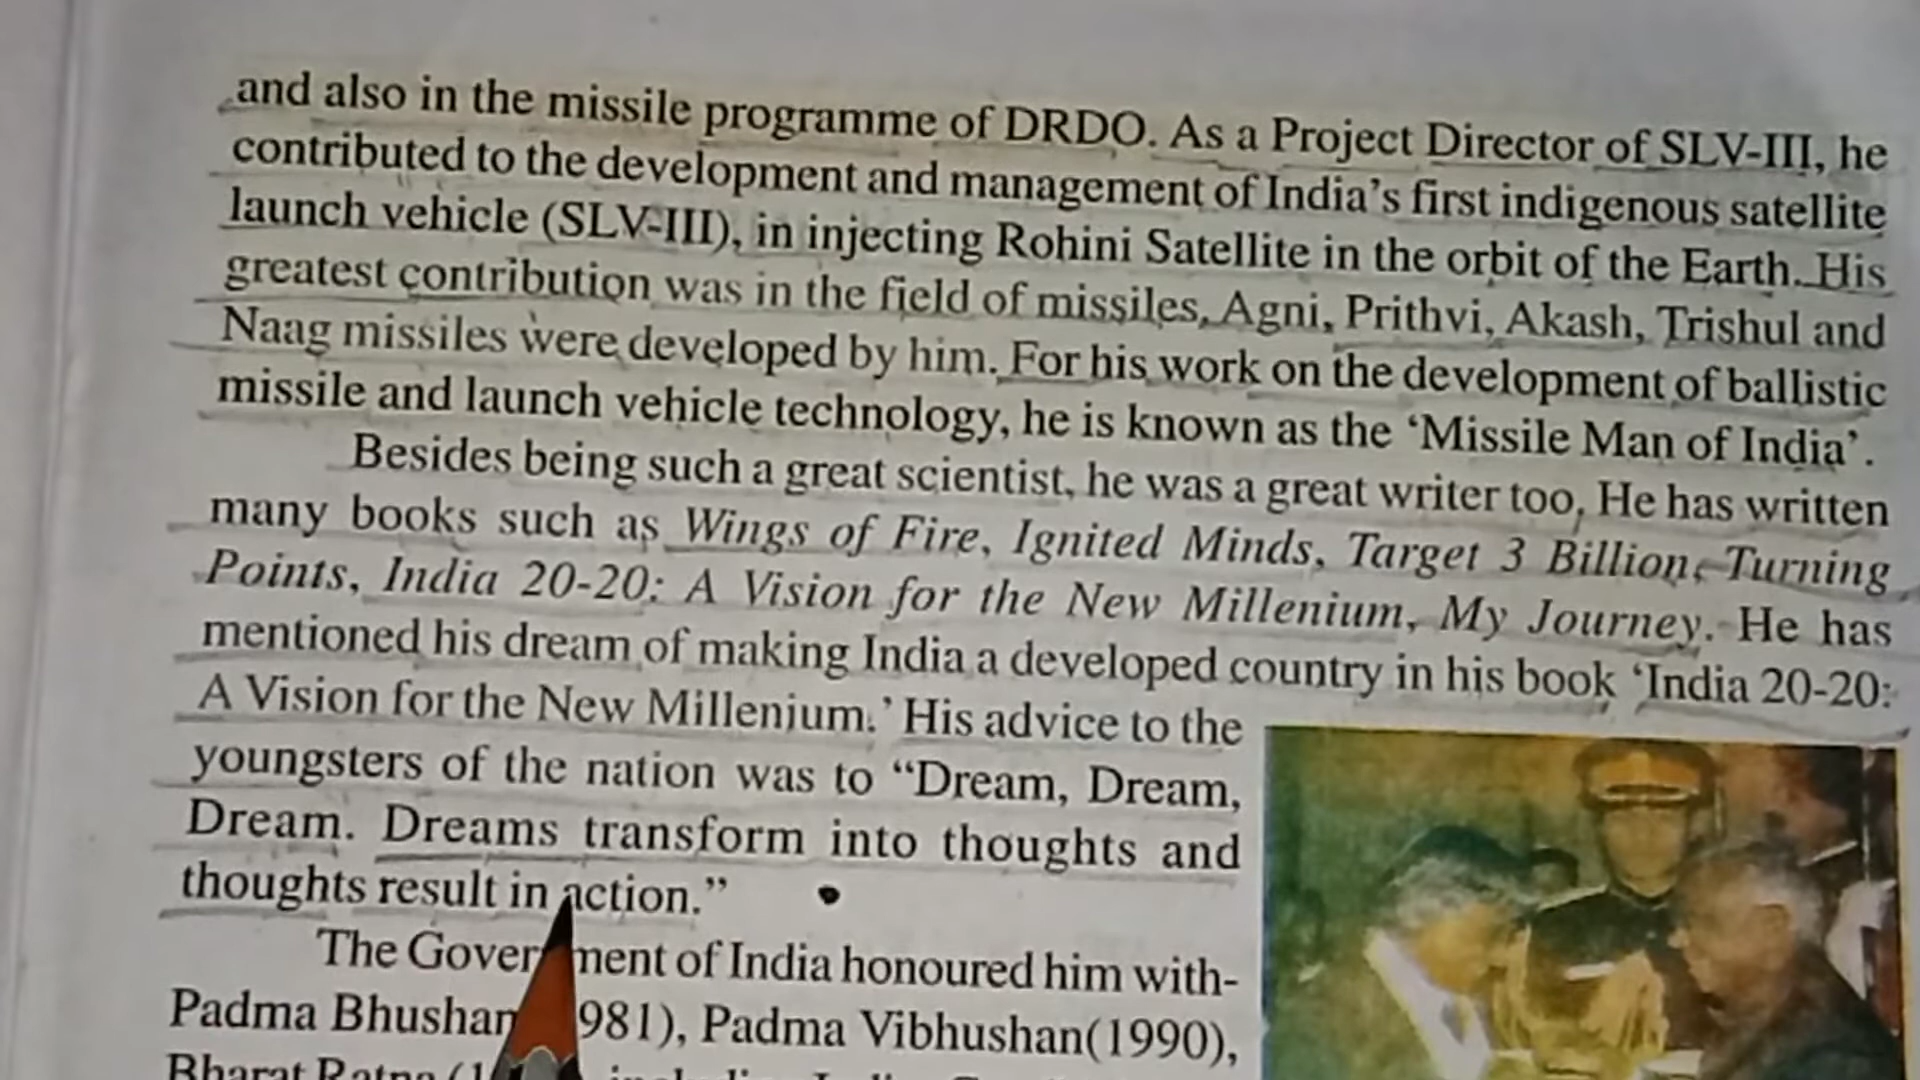 and also in the missile programme of DRDO. As a Project Director of SLV-III, he
contributed to the development and management of India's first indigenous satellite
launch vehicle (SLV-III), in injecting Rohini Satellite in the orbit of the Earth. His
greatest contribution was in the field of missiles, Agni, Prithvi, Akash, Trishul and
Naag missiles were developed by him. For his work on the development of ballistic
missile and launch vehicle technology, he is known as the 'Missile Man of India'.
Besides being such a great scientist, he was a great writer too, He has written
many books such as Wings of Fire, Ignited Minds, Target 3 Billion, Turning
Points, India 20-20: A Vision for the New Millenium, My Journey. He has
mentioned his dream of making India a developed country in his book 'India 20-20:
A Vision for the New Millenium.' His advice to the
youngsters of the nation was to “Dream, Dream,
Dream. Dreams transform into thoughts and
thoughts result in action.”
The Government of India honoured him with-
Padma Bhushan 981), Padma Vibhushan(1990),
Bharat Ratna